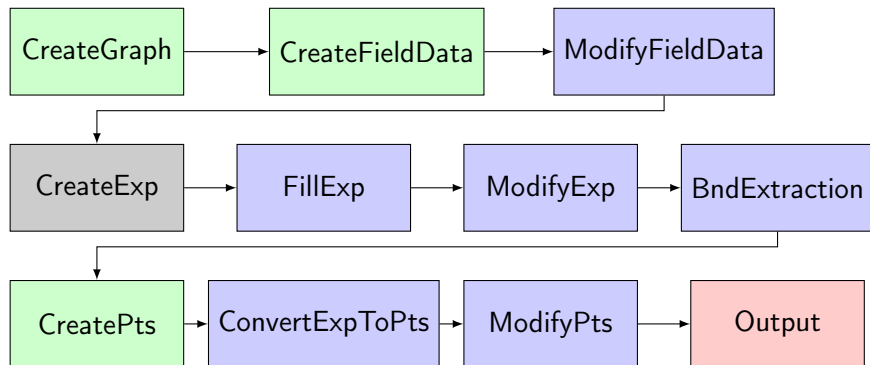 CreateGraph
CreateFieldData
ModifyFieldData
CreateExp
FillExp
ModifyExp
BndExtraction
CreatePts
ConvertExpToPts
ModifyPts
Output